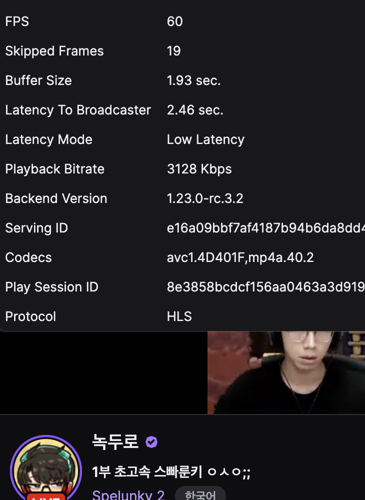 FPS 60
Skipped Frames 19
Buffer Size 1.93 sec.
Latency To Broadcaster 2.46 sec.
Latency Mode Low Latency
Playback Bitrate 3128 Kbps
Backend Version 1.23.0-rc.3.2
Serving ID e16a09bbf7af4187b94b6da8dd4
Codecs avc1.4D401F,mp4a.40.2
Play Session ID 8e3858bcdcf156aa0463a3d919
Protocol HLS
녹두로
1부 초고속 스빠룬키 ㅇㅅㅇ;;
Spelunky 2 한국어